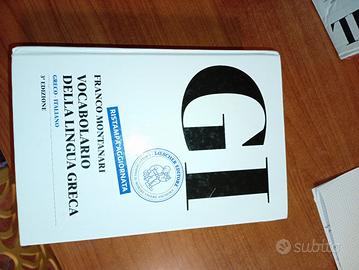 GI
FRANCO MONTANARI
VOCABOLARIO
DELLA LINGUA GRECA
GRECO - ITALIANO
3ª EDIZIONE
RISTAMPA AGGIORNATA
LOESCHER EDITORE
subito